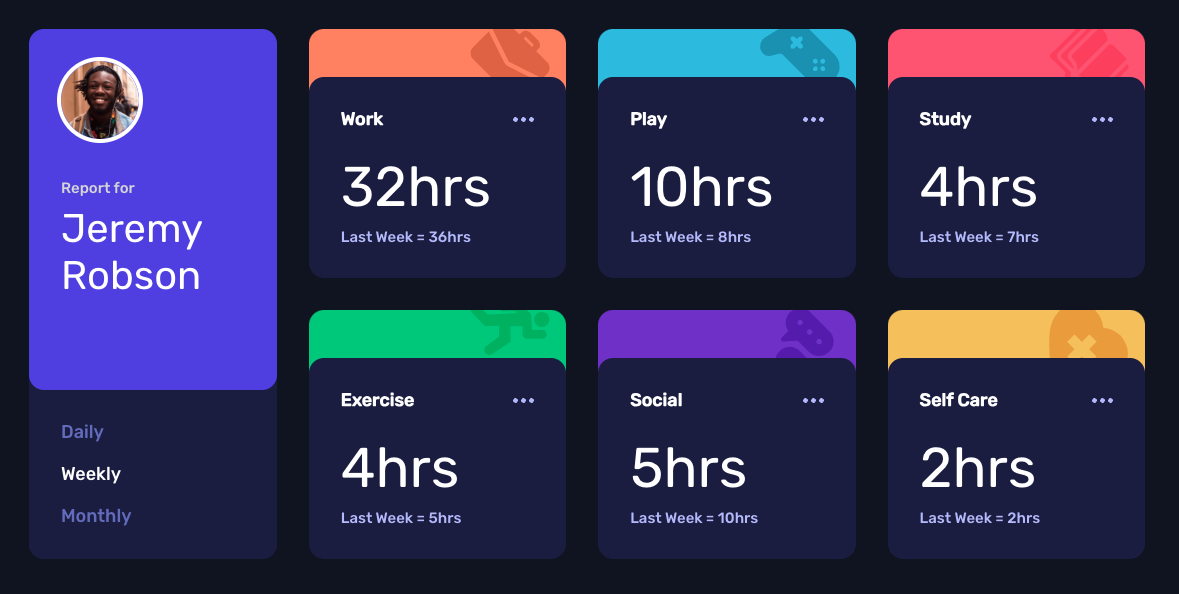 Report for
Jeremy
Robson
Daily
Weekly
Monthly
Work
32hrs
Last Week = 36hrs
Play
10hrs
Last Week = 8hrs
Study
4hrs
Last Week = 7hrs
Exercise
4hrs
Last Week = 5hrs
Social
5hrs
Last Week = 10hrs
Self Care
2hrs
Last Week = 2hrs